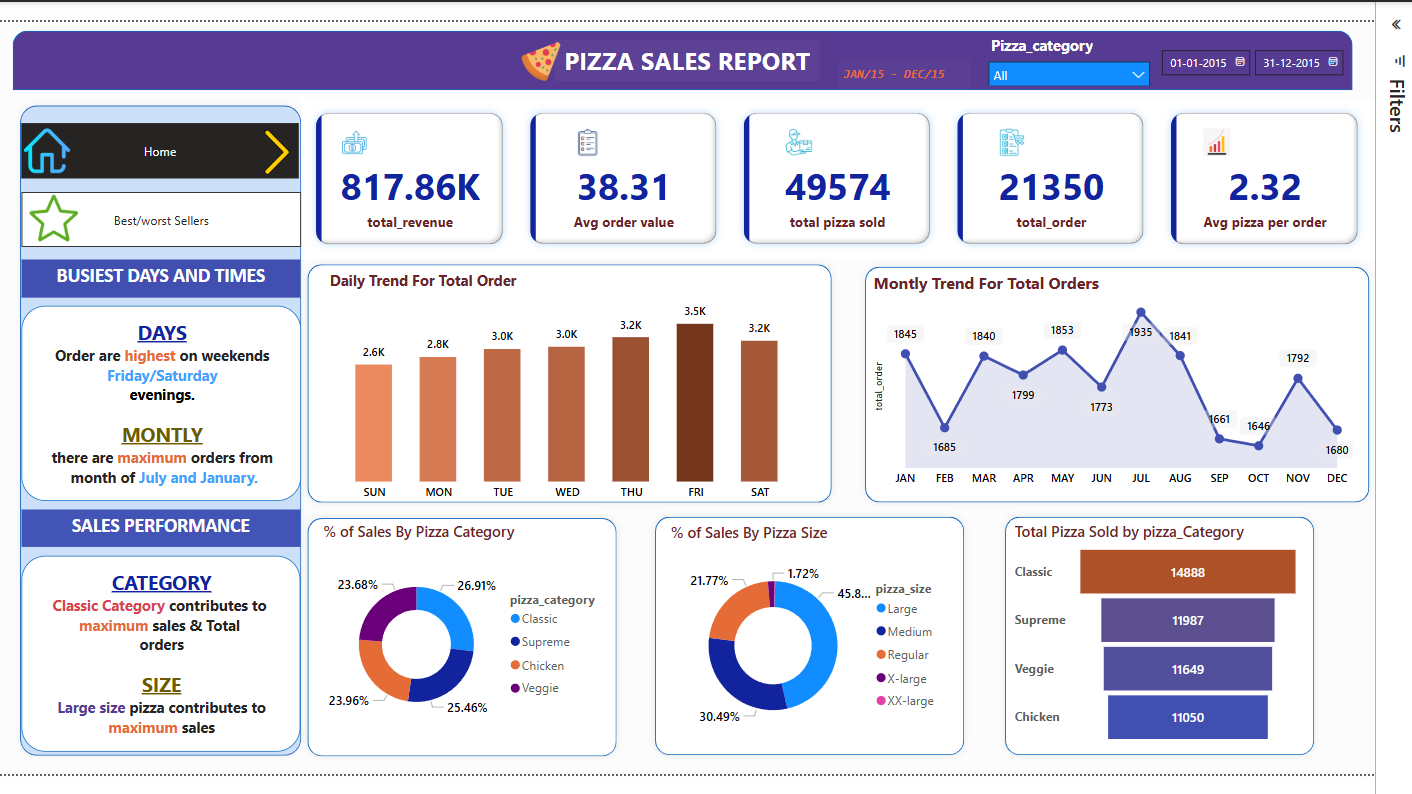 PIZZA SALES REPORT
JAN/15 - DEC/15
Pizza_category
All
01-01-2015
31-12-2015
Filters
Home
Best/worst Sellers
BUSIEST DAYS AND TIMES
DAYS
Order are highest on weekends
Friday/Saturday
evenings.
MONTLY
there are maximum orders from
month of July and January.
SALES PERFORMANCE
CATEGORY
Classic Category contributes to
maximum sales & Total
orders
SIZE
Large size pizza contributes to
maximum sales
817.86K
total_revenue
38.31
Avg order value
49574
total pizza sold
21350
total_order
2.32
Avg pizza per order
Daily Trend For Total Order
2.6K
2.8K
3.0K
3.0K
3.2K
3.5K
3.2K
SUN MON TUE WED THU FRI SAT
Montly Trend For Total Orders
total_order
1845
1685
1840
1799
1853
1773
1935
1841
1661
1646
1792
1680
JAN FEB MAR APR MAY JUN JUL AUG SEP OCT NOV DEC
% of Sales By Pizza Category
23.68%
26.91%
23.96%
25.46%
pizza_category
Classic
Supreme
Chicken
Veggie
% of Sales By Pizza Size
21.77%
1.72%
45.8...
30.49%
pizza_size
Large
Medium
Regular
X-large
XX-large
Total Pizza Sold by pizza_Category
Classic 14888
Supreme 11987
Veggie 11649
Chicken 11050